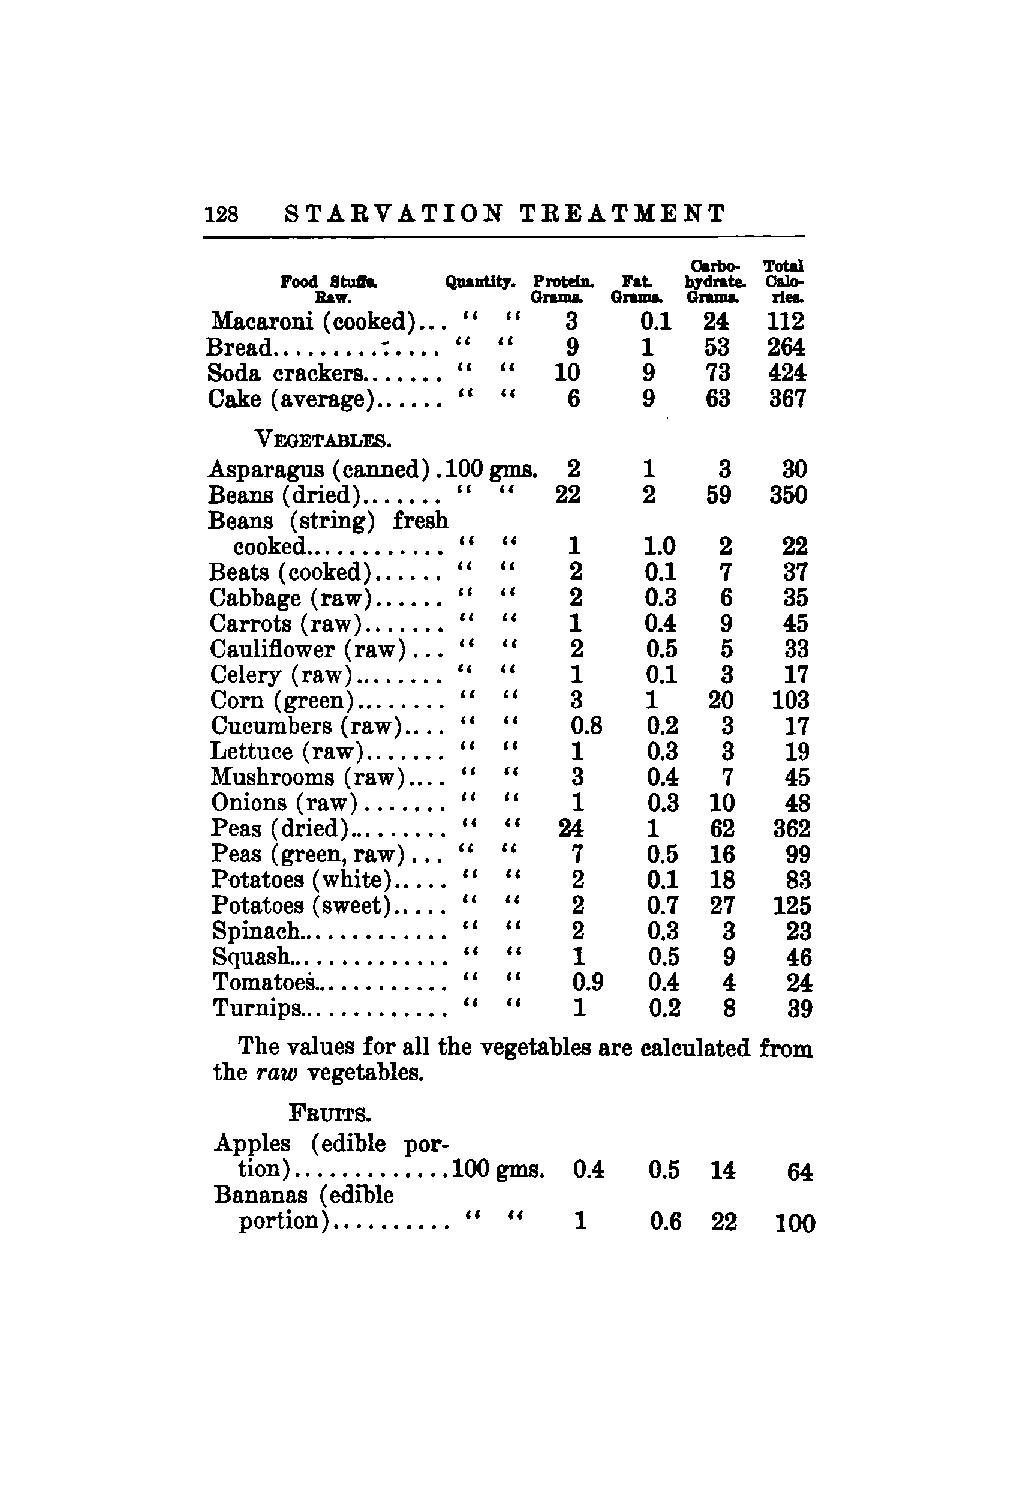 128 STARVATION TREATMENT
Carbo- Total
Food Stuffs. Quantity. Protein. Fat. hydrate. Calo-
Raw. Grams. Grams. Grams. ries.
Macaroni (cooked)... “ “ 3 0.1 24 112
Bread.............. “ “ 9 1 53 264
Soda crackers....... “ “ 10 9 73 424
Cake (average)...... “ “ 6 9 63 367
VEGETABLES.
Asparagus (canned).100 gms. 2 1 3 30
Beans (dried)....... “ “ 22 2 59 350
Beans (string) fresh
cooked............ “ “ 1 1.0 2 22
Beats (cooked)...... “ “ 2 0.1 7 37
Cabbage (raw)...... “ “ 2 0.3 6 35
Carrots (raw)....... “ “ 1 0.4 9 45
Cauliflower (raw)... “ “ 2 0.5 5 33
Celery (raw)........ “ “ 1 0.1 3 17
Corn (green)........ “ “ 3 1 20 103
Cucumbers (raw).... “ “ 0.8 0.2 3 17
Lettuce (raw)....... “ “ 1 0.3 3 19
Mushrooms (raw).... “ “ 3 0.4 7 45
Onions (raw)....... “ “ 1 0.3 10 48
Peas (dried)......... “ “ 24 1 62 362
Peas (green, raw)... “ “ 7 0.5 16 99
Potatoes (white)..... “ “ 2 0.1 18 83
Potatoes (sweet)..... “ “ 2 0.7 27 125
Spinach............. “ “ 2 0.3 3 23
Squash.............. “ “ 1 0.5 9 46
Tomatoes............ “ “ 0.9 0.4 4 24
Turnips............. “ “ 1 0.2 8 39
The values for all the vegetables are calculated from
the raw vegetables.
FRUITS.
Apples (edible por-
tion).............100 gms. 0.4 0.5 14 64
Bananas (edible
portion).......... “ “ 1 0.6 22 100